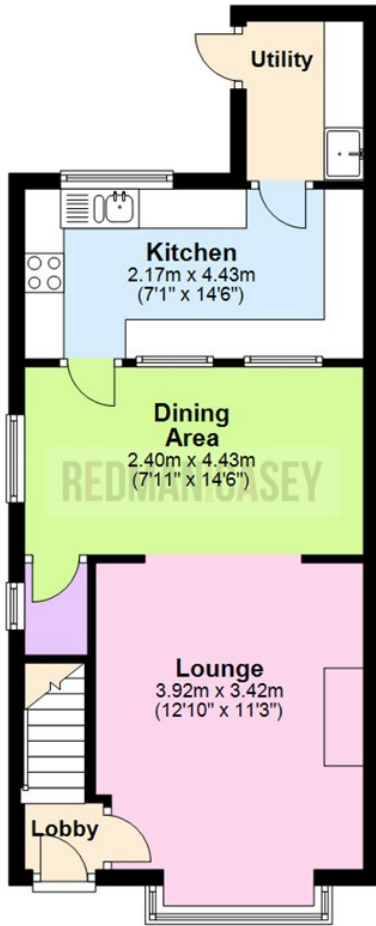 Utility
Kitchen
2.17m x 4.43m
(7'1" x 14'6")
Dining
Area
2.40m x 4.43m
(7'11" x 14'6")
REDMAN CASEY
Lounge
3.92m x 3.42m
(12'10" x 11'3")
Lobby